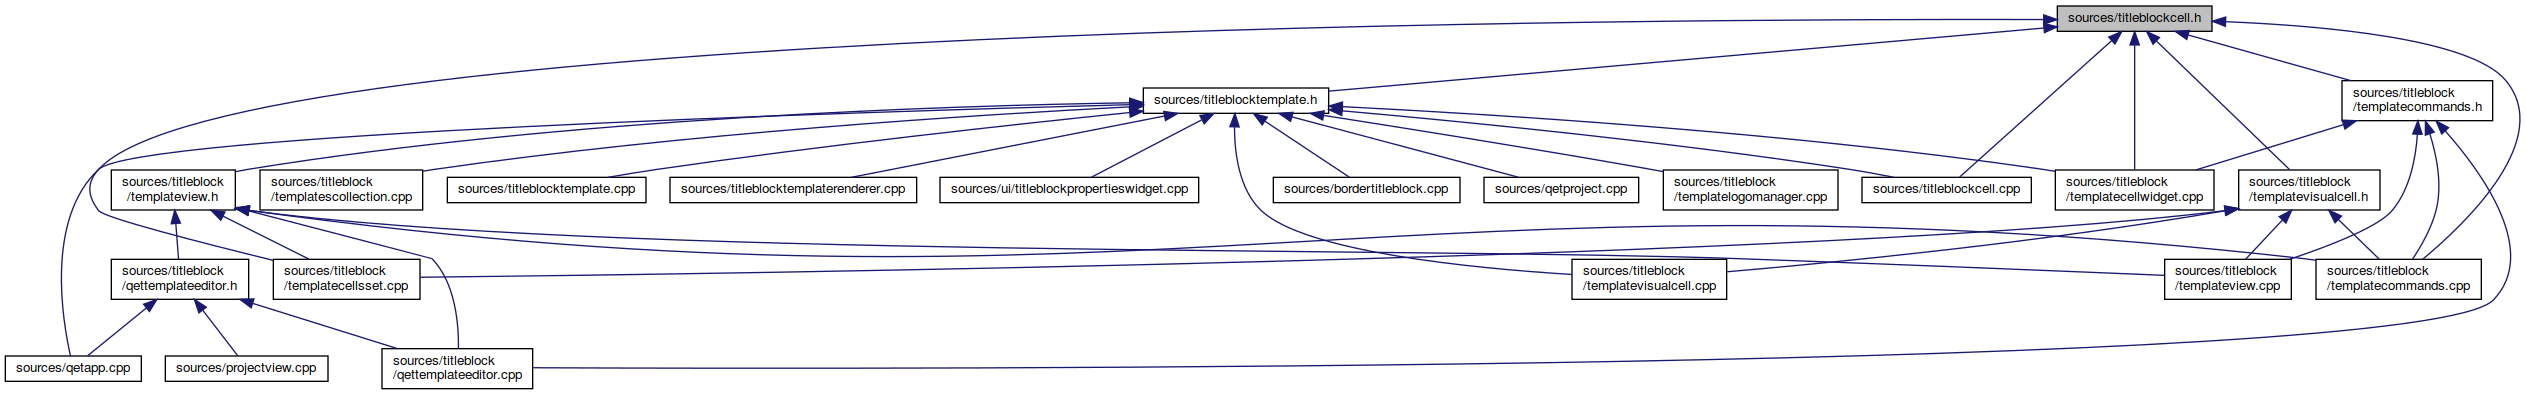 sources/titleblockcell.h
sources/titleblocktemplate.h
sources/titleblock
/templatecommands.h
sources/titleblock
/templateview.h
sources/titleblock
/templatescollection.cpp
sources/titleblocktemplate.cpp
sources/titleblocktemplaterenderer.cpp
sources/ui/titleblockpropertieswidget.cpp
sources/bordertitleblock.cpp
sources/qetproject.cpp
sources/titleblock
/templatelogomanager.cpp
sources/titleblockcell.cpp
sources/titleblock
/templatecellwidget.cpp
sources/titleblock
/templatevisualcell.h
sources/titleblock
/qettemplateeditor.h
sources/titleblock
/templatecellsset.cpp
sources/titleblock
/templatevisualcell.cpp
sources/titleblock
/templateview.cpp
sources/titleblock
/templatecommands.cpp
sources/qetapp.cpp
sources/projectview.cpp
sources/titleblock
/qettemplateeditor.cpp